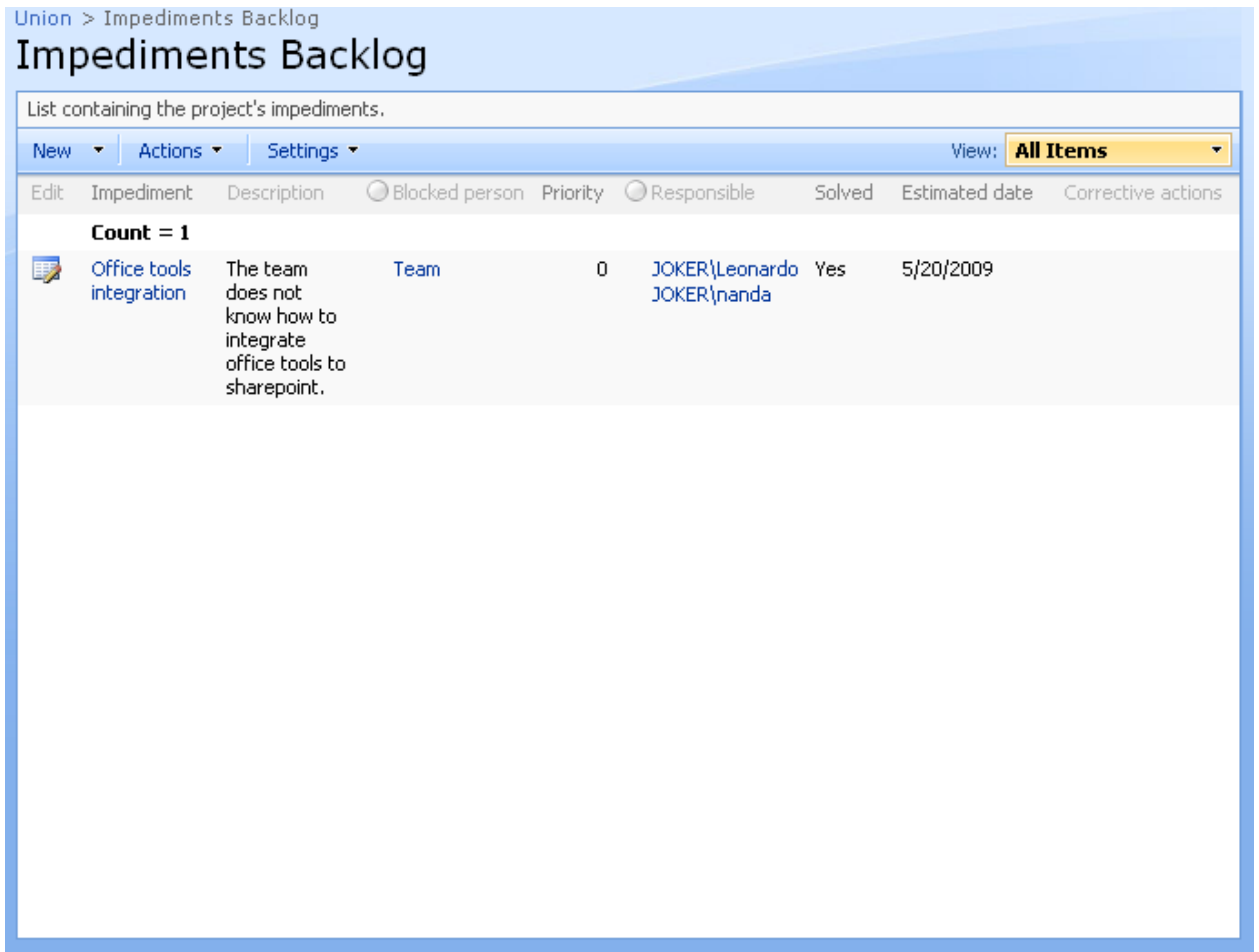 Union > Impediments Backlog
Impediments Backlog
List containing the project's impediments.
New Actions Settings View: All Items
Edit Impediment Description Blocked person Priority Responsible Solved Estimated date Corrective actions
Count = 1
Office tools The team Team 0 JOKER\Leonardo Yes 5/20/2009
integration does not JOKER\nanda
know how to
integrate
office tools to
sharepoint.